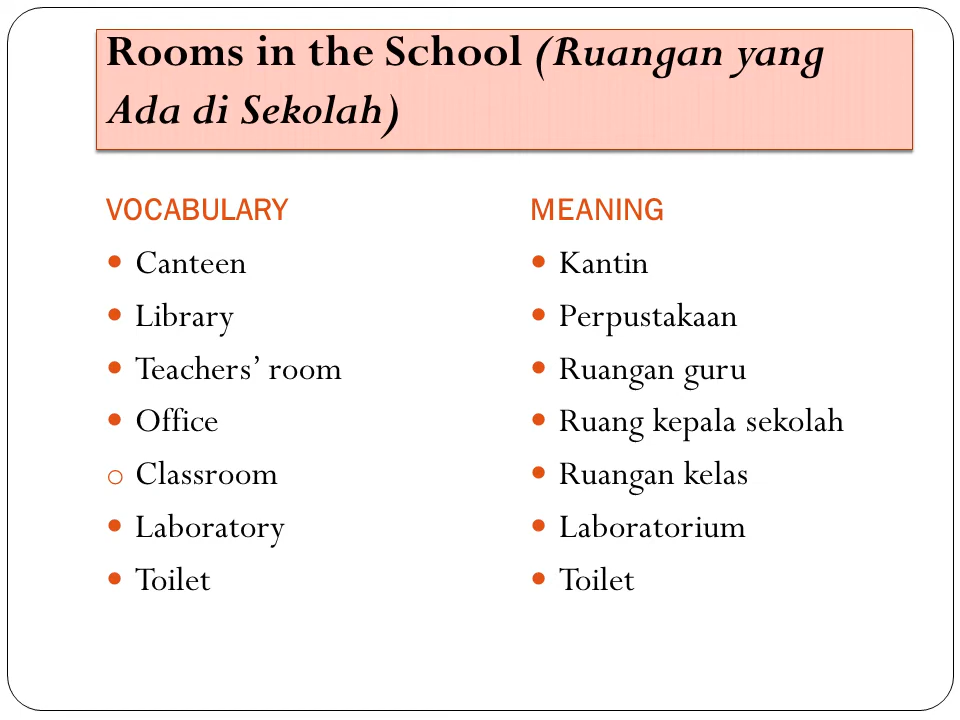 Rooms in the School (Ruangan yang
Ada di Sekolah)
VOCABULARY
Canteen
Library
Teachers’ room
Office
Classroom
Laboratory
Toilet
MEANING
Kantin
Perpustakaan
Ruangan guru
Ruang kepala sekolah
Ruangan kelas
Laboratorium
Toilet